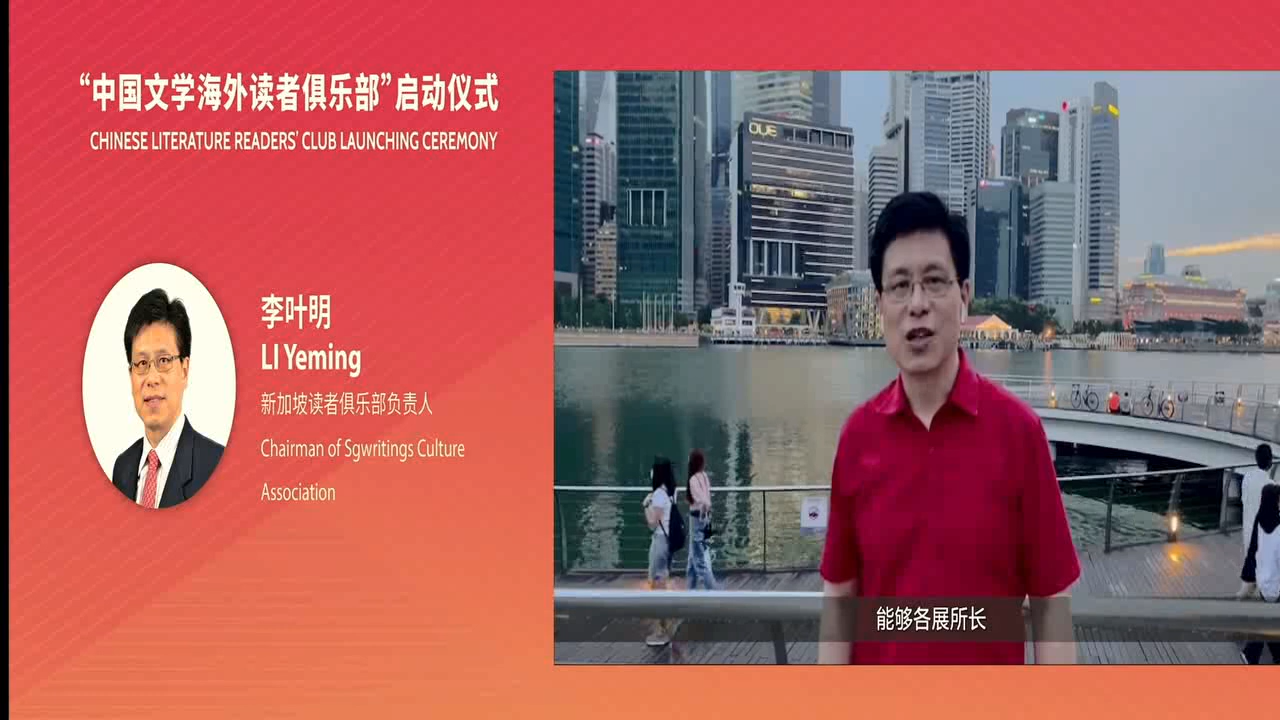 “中国文学海外读者俱乐部”启动仪式
CHINESE LITERATURE READERS’ CLUB LAUNCHING CEREMONY
李叶明
LI Yeming
新加坡读者俱乐部负责人
Chairman of Sgwritings Culture
Association
OUE
能够各展所长